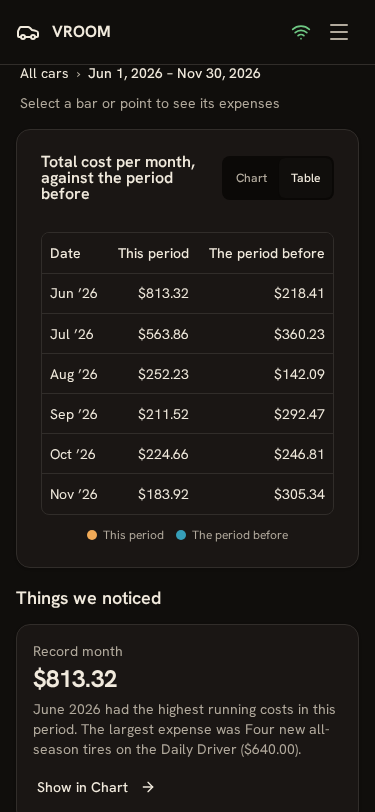 VROOM
All cars › Jun 1, 2026 – Nov 30, 2026
Select a bar or point to see its expenses
Total cost per month,
against the period
before
Chart Table
Date This period The period before
Jun ’26 $813.32 $218.41
Jul ’26 $563.86 $360.23
Aug ’26 $252.23 $142.09
Sep ’26 $211.52 $292.47
Oct ’26 $224.66 $246.81
Nov ’26 $183.92 $305.34
This period The period before
Things we noticed
Record month
$813.32
June 2026 had the highest running costs in this
period. The largest expense was Four new all-
season tires on the Daily Driver ($640.00).
Show in Chart →